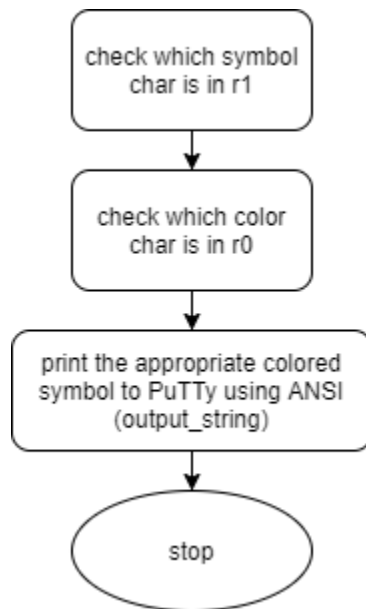 check which symbol
char is in r1
check which color
char is in r0
print the appropriate colored
symbol to PuTTy using ANSI
(output_string)
stop